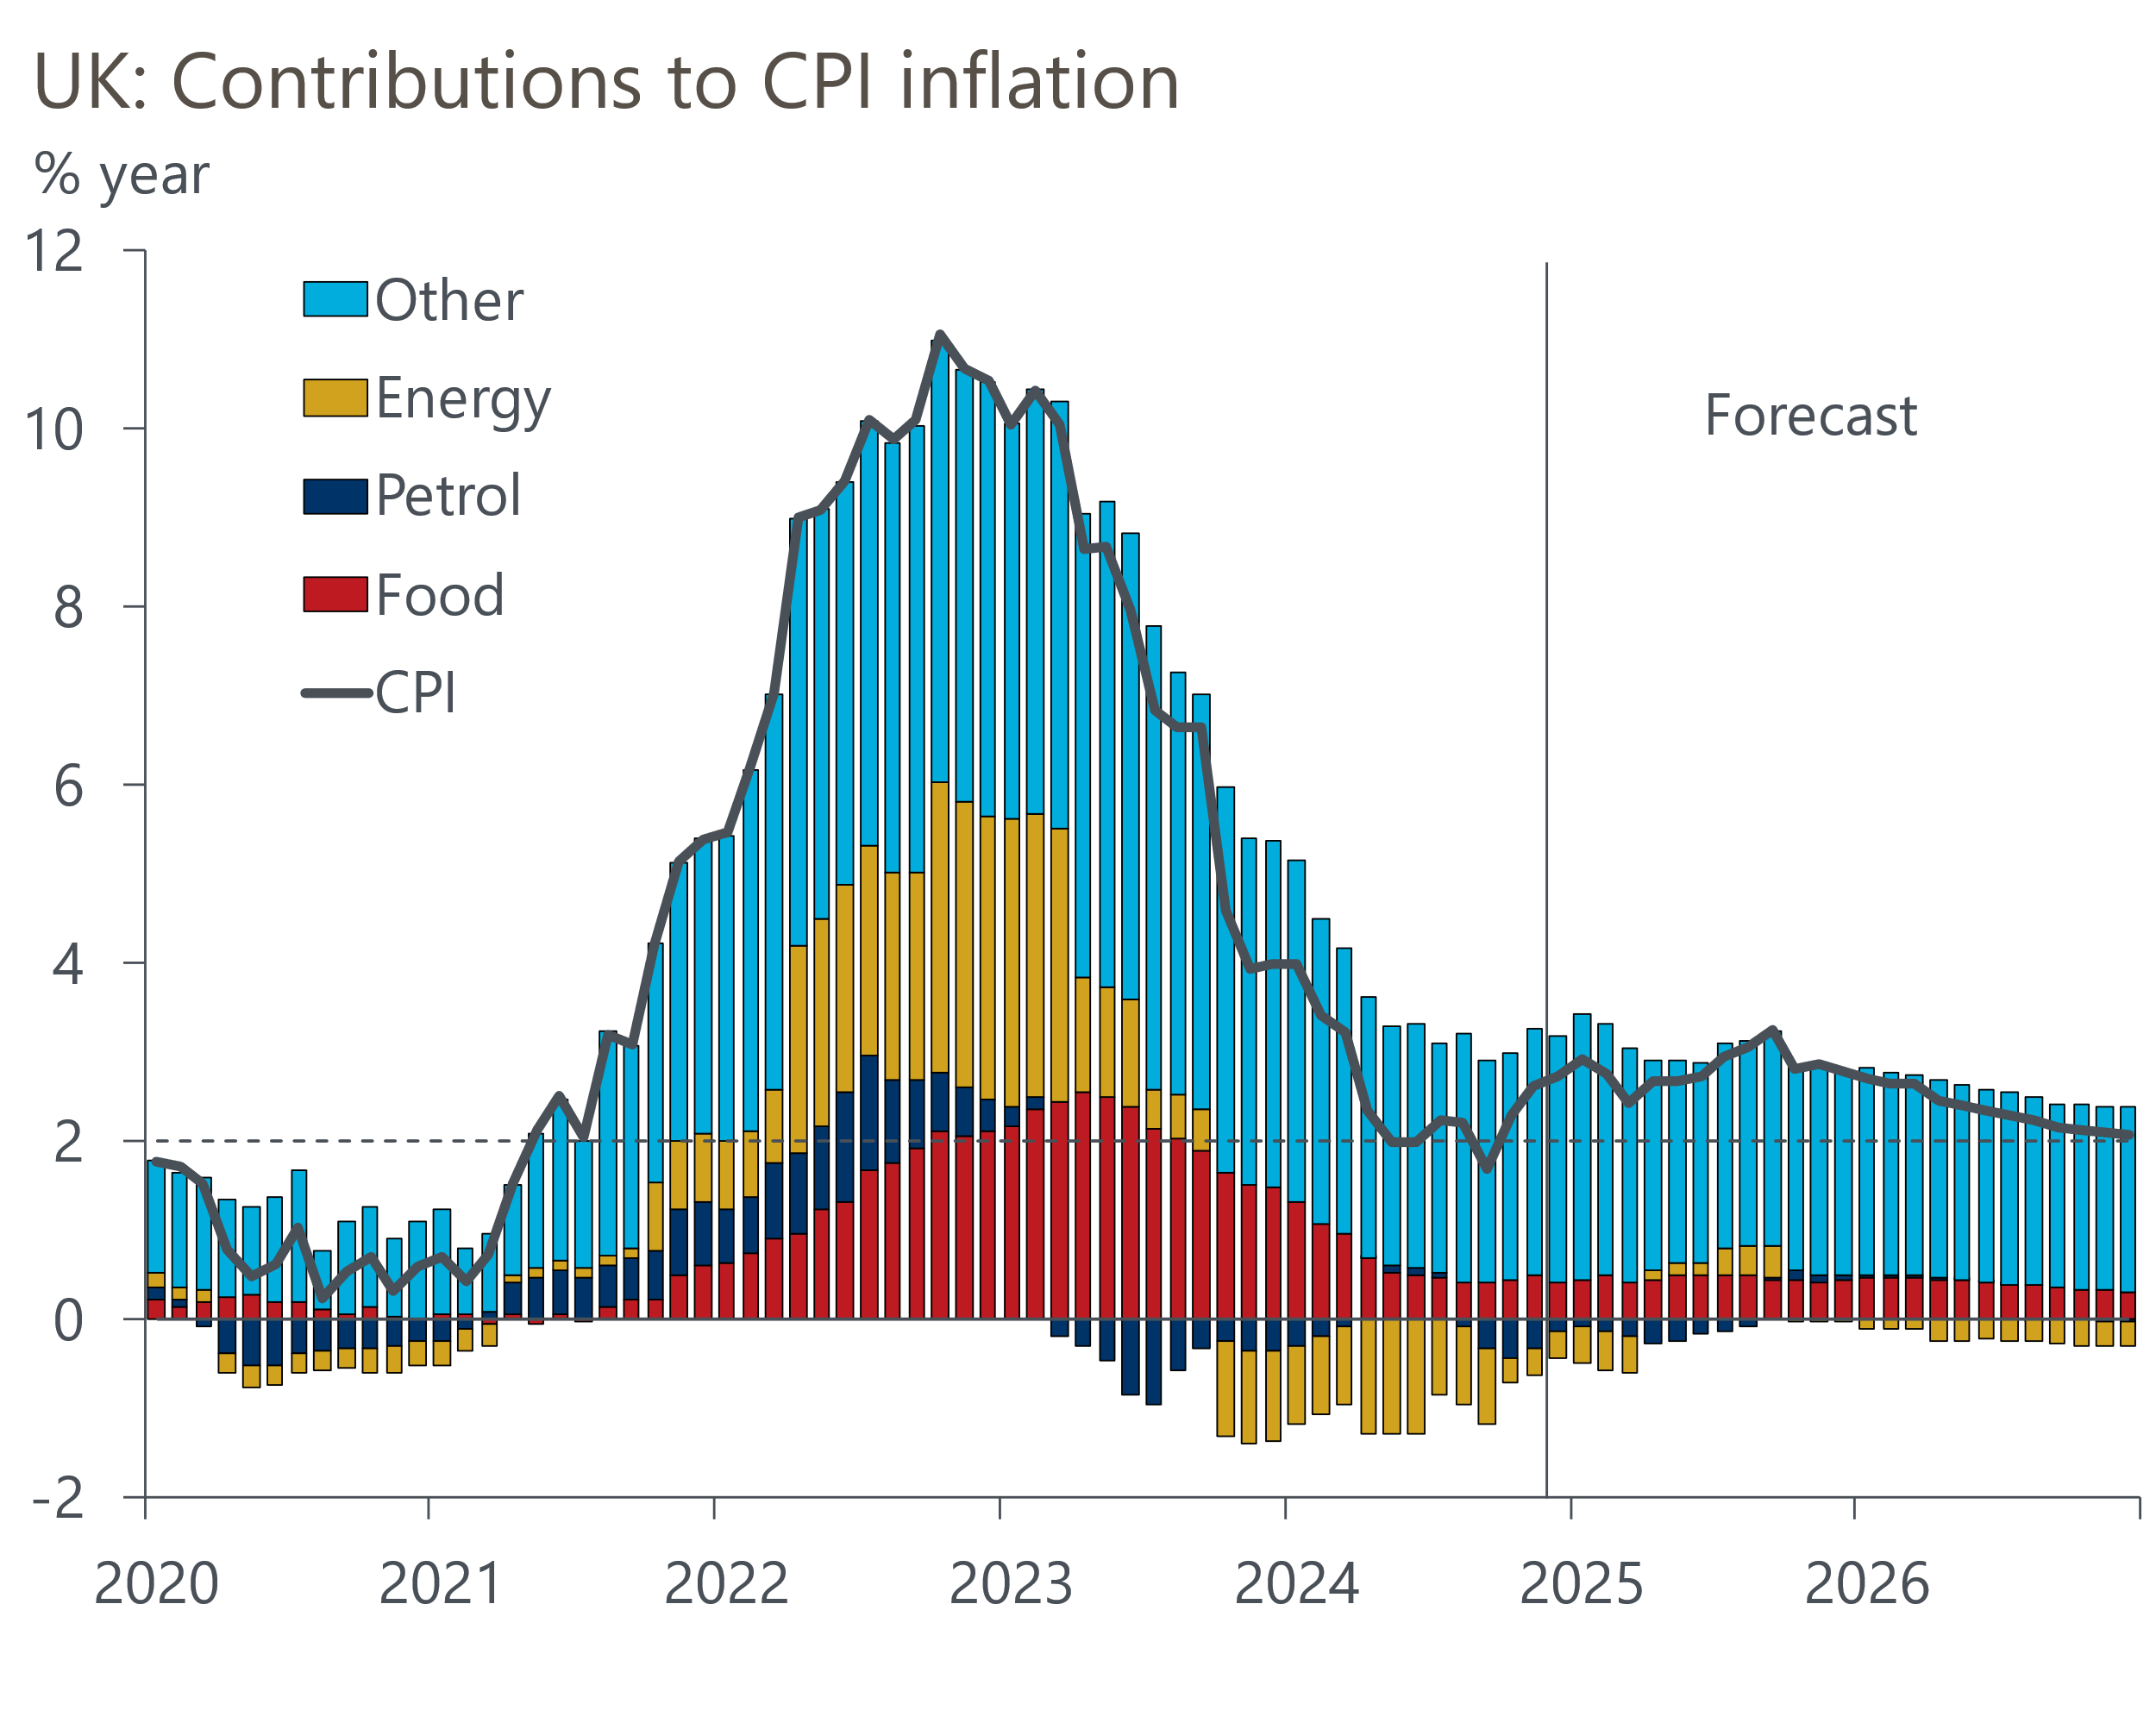 UK: Contributions to CPI inflation
% year
12
10
8
6
4
2
0
-2
Other
Energy
Petrol
Food
CPI
Forecast
2020 2021 2022 2023 2024 2025 2026